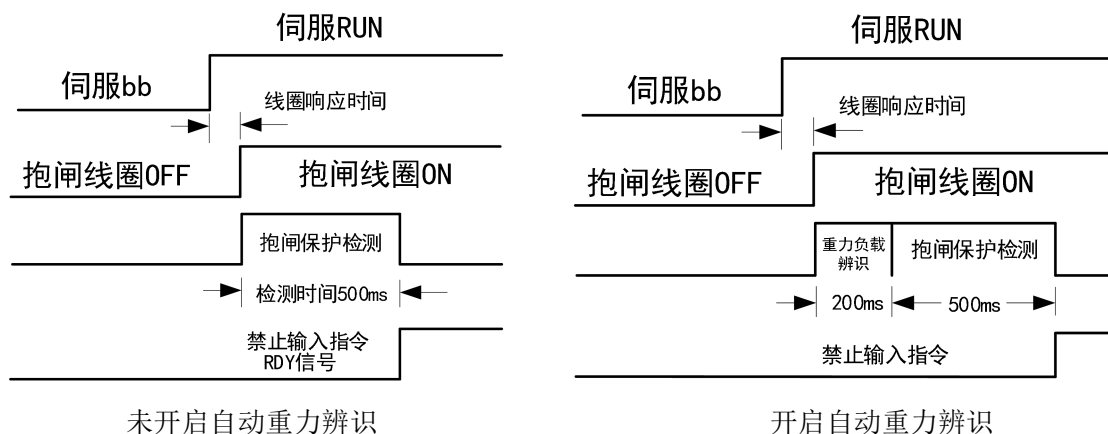 伺服RUN
伺服bb
线圈响应时间
抱闸线圈OFF
抱闸线圈ON
抱闸保护检测
检测时间500ms
禁止输入指令
RDY信号
未开启自动重力辨识
伺服RUN
伺服bb
线圈响应时间
抱闸线圈OFF
抱闸线圈ON
重力负载
辨识
抱闸保护检测
200ms
500ms
禁止输入指令
开启自动重力辨识